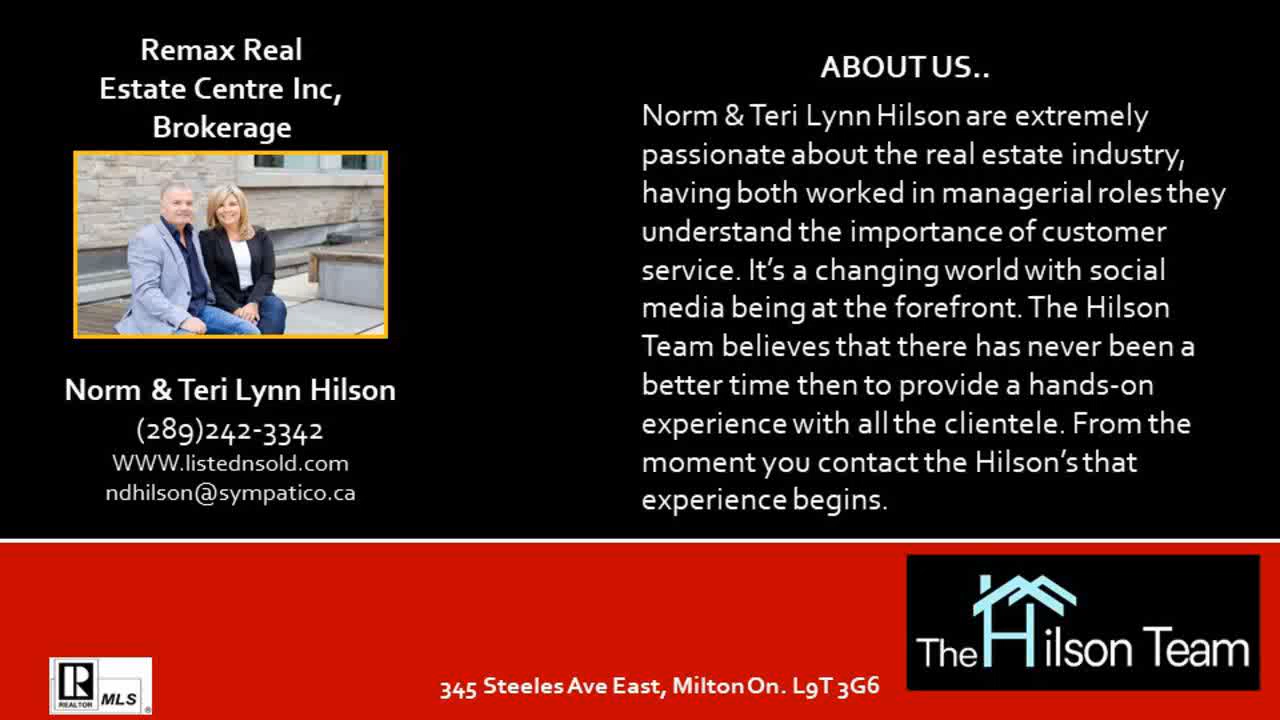 Remax Real
Estate Centre Inc,
Brokerage
Norm & Teri Lynn Hilson
(289)242-3342
WWW.listednsold.com
ndhilson@sympatico.ca
ABOUT US..
Norm & Teri Lynn Hilson are extremely
passionate about the real estate industry,
having both worked in managerial roles they
understand the importance of customer
service. It’s a changing world with social
media being at the forefront. The Hilson
Team believes that there has never been a
better time then to provide a hands-on
experience with all the clientele. From the
moment you contact the Hilson’s that
experience begins.
The Hilson Team
R
REALTOR
MLS
®
345 Steeles Ave East, Milton On. L9T 3G6